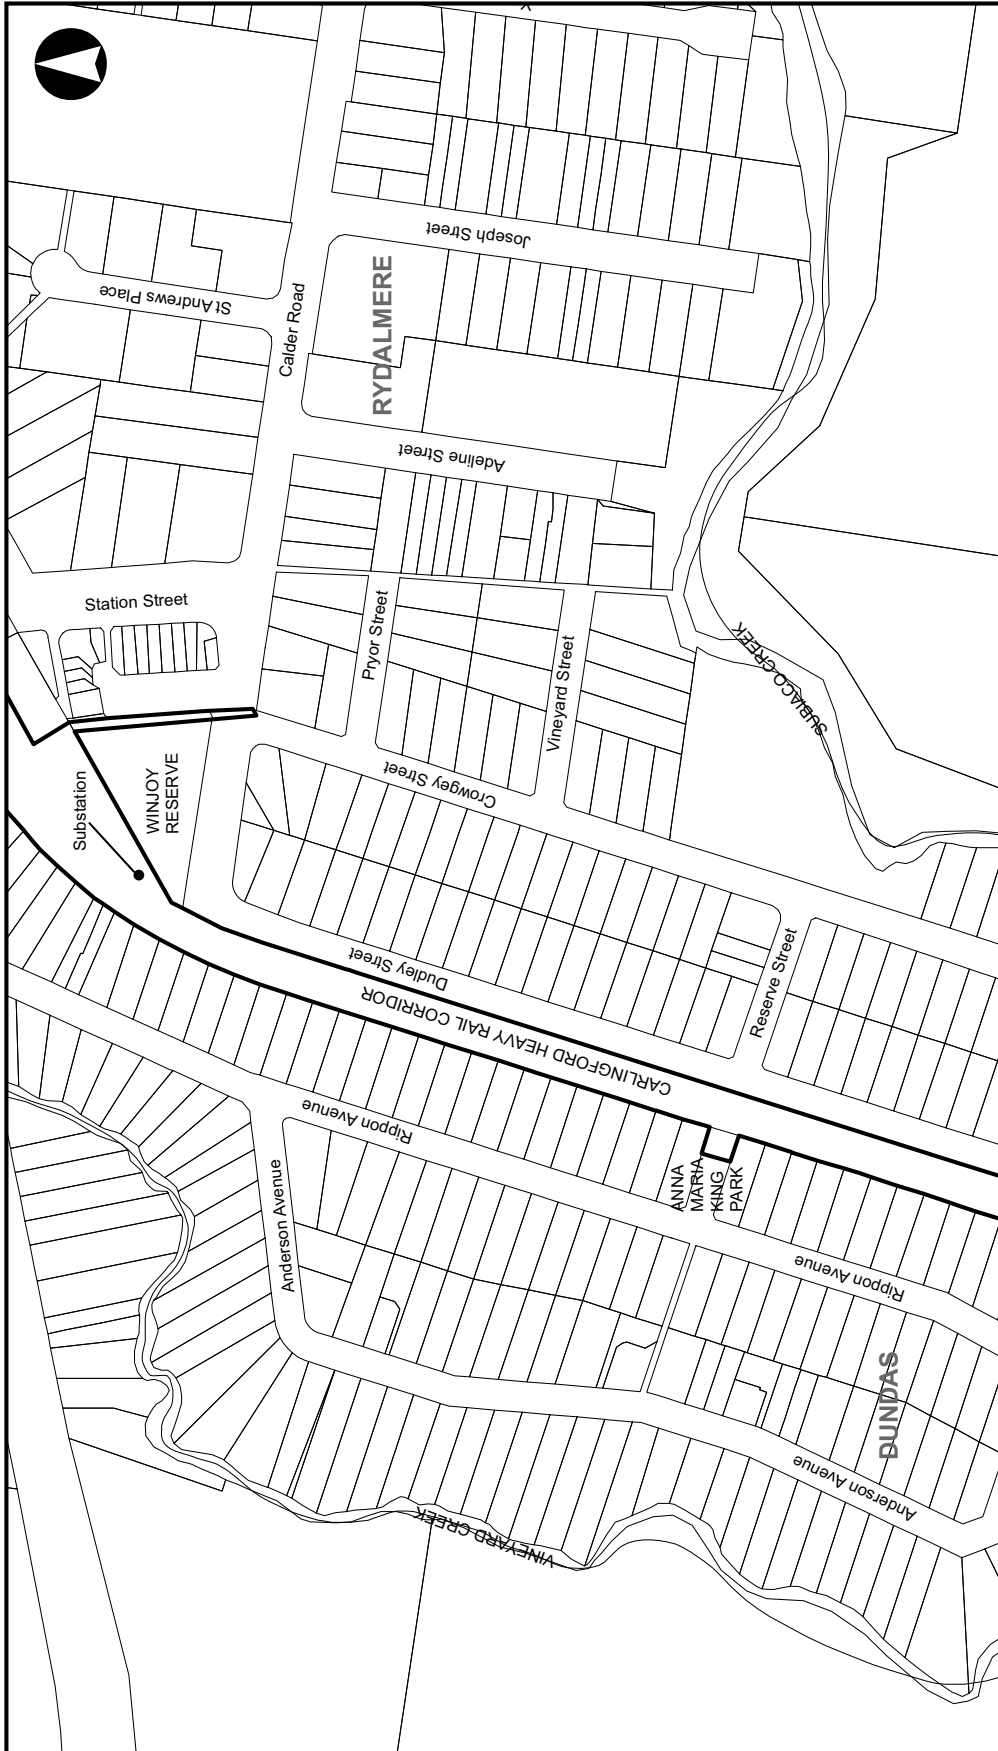 Joseph Street
St Andrews Place
Calder Road
RYDALMERE
Adeline Street
Station Street
Pryor Street
Vineyard Street
SUBIACO CREEK
Substation
WINJOY
RESERVE
Crowgey Street
Dudley Street
Reserve Street
CARLINGFORD HEAVY RAIL CORRIDOR
Rippon Avenue
Anderson Avenue
ANNA
MARIA
KING
PARK
Rippon Avenue
DUNDAS
Anderson Avenue
VINEYARD CREEK